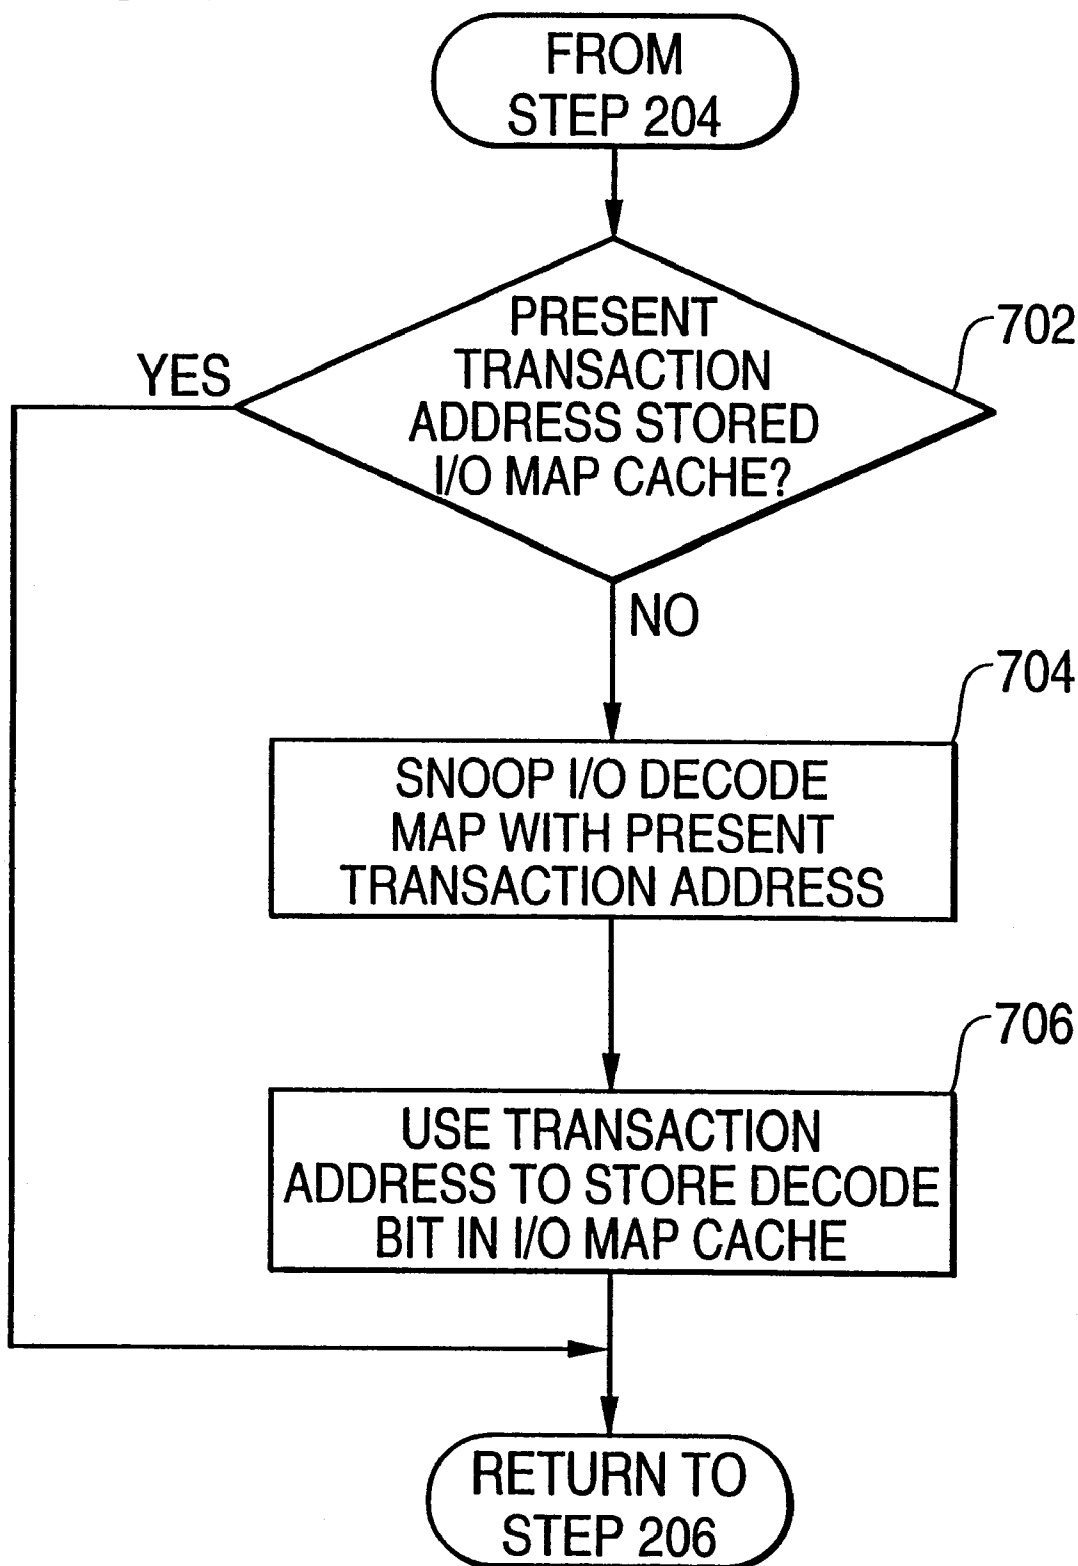 FROM
STEP 204
PRESENT
TRANSACTION
ADDRESS STORED
I/O MAP CACHE?
702
YES
NO
704
SNOOP I/O DECODE
MAP WITH PRESENT
TRANSACTION ADDRESS
706
USE TRANSACTION
ADDRESS TO STORE DECODE
BIT IN I/O MAP CACHE
RETURN TO
STEP 206